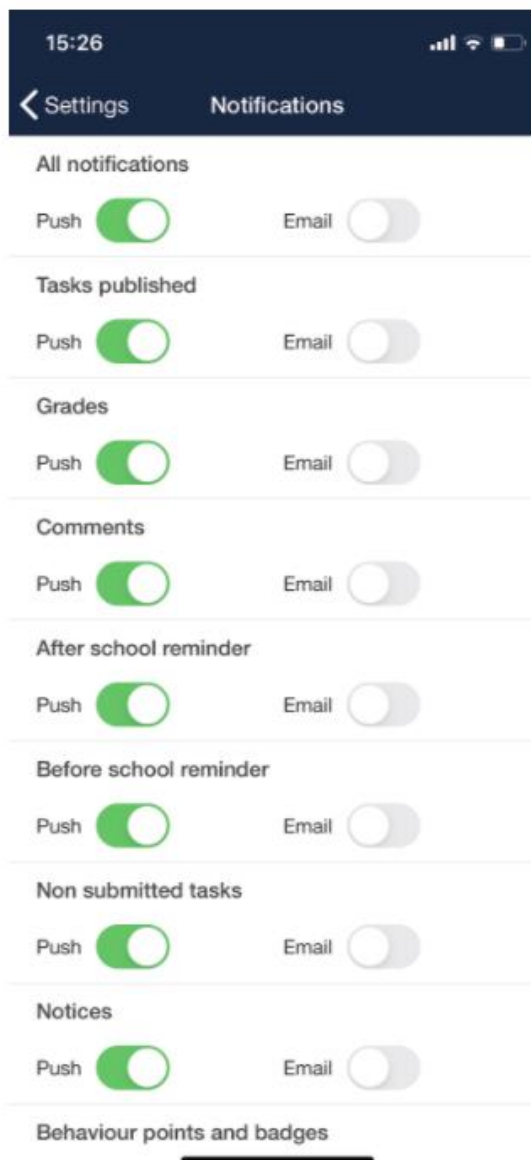 15:26
Settings Notifications
All notifications
Push Email
Tasks published
Push Email
Grades
Push Email
Comments
Push Email
After school reminder
Push Email
Before school reminder
Push Email
Non submitted tasks
Push Email
Notices
Push Email
Behaviour points and badges